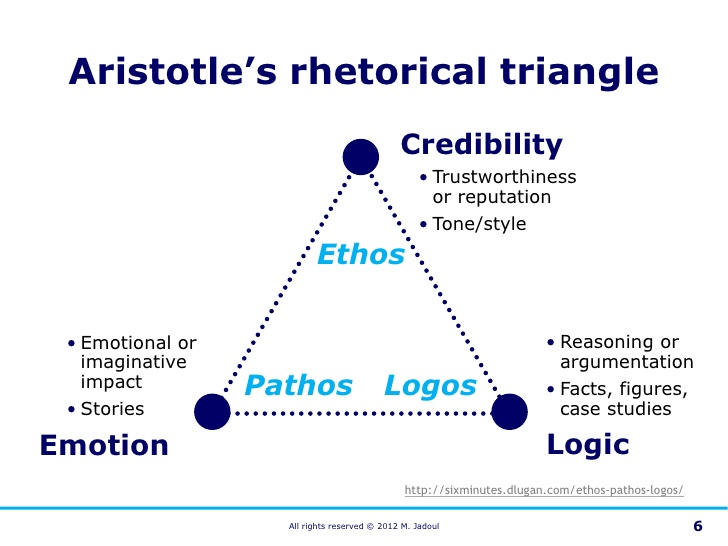 Aristotle’s rhetorical triangle
Credibility
• Trustworthiness
or reputation
• Tone/style
Ethos
• Emotional or
imaginative
impact
• Stories
Emotion
Pathos
Logos
• Reasoning or
argumentation
• Facts, figures,
case studies
Logic
http://sixminutes.dlugan.com/ethos-pathos-logos/
All rights reserved © 2012 M. Jadoul
6